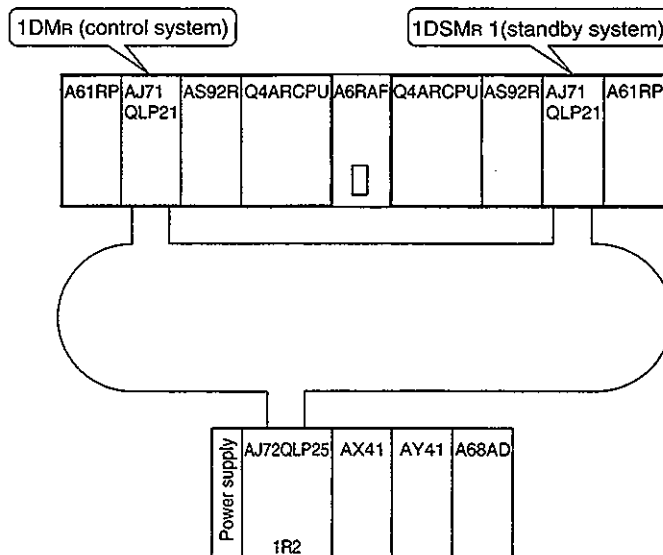 1DMR (control system)
1DSMR 1(standby system)
A61RP
AJ71
QLP21
AS92R
Q4ARCPU
A6RAF
Q4ARCPU
AS92R
AJ71
QLP21
A61RP
Power supply
AJ72QLP25
1R2
AX41
AY41
A68AD